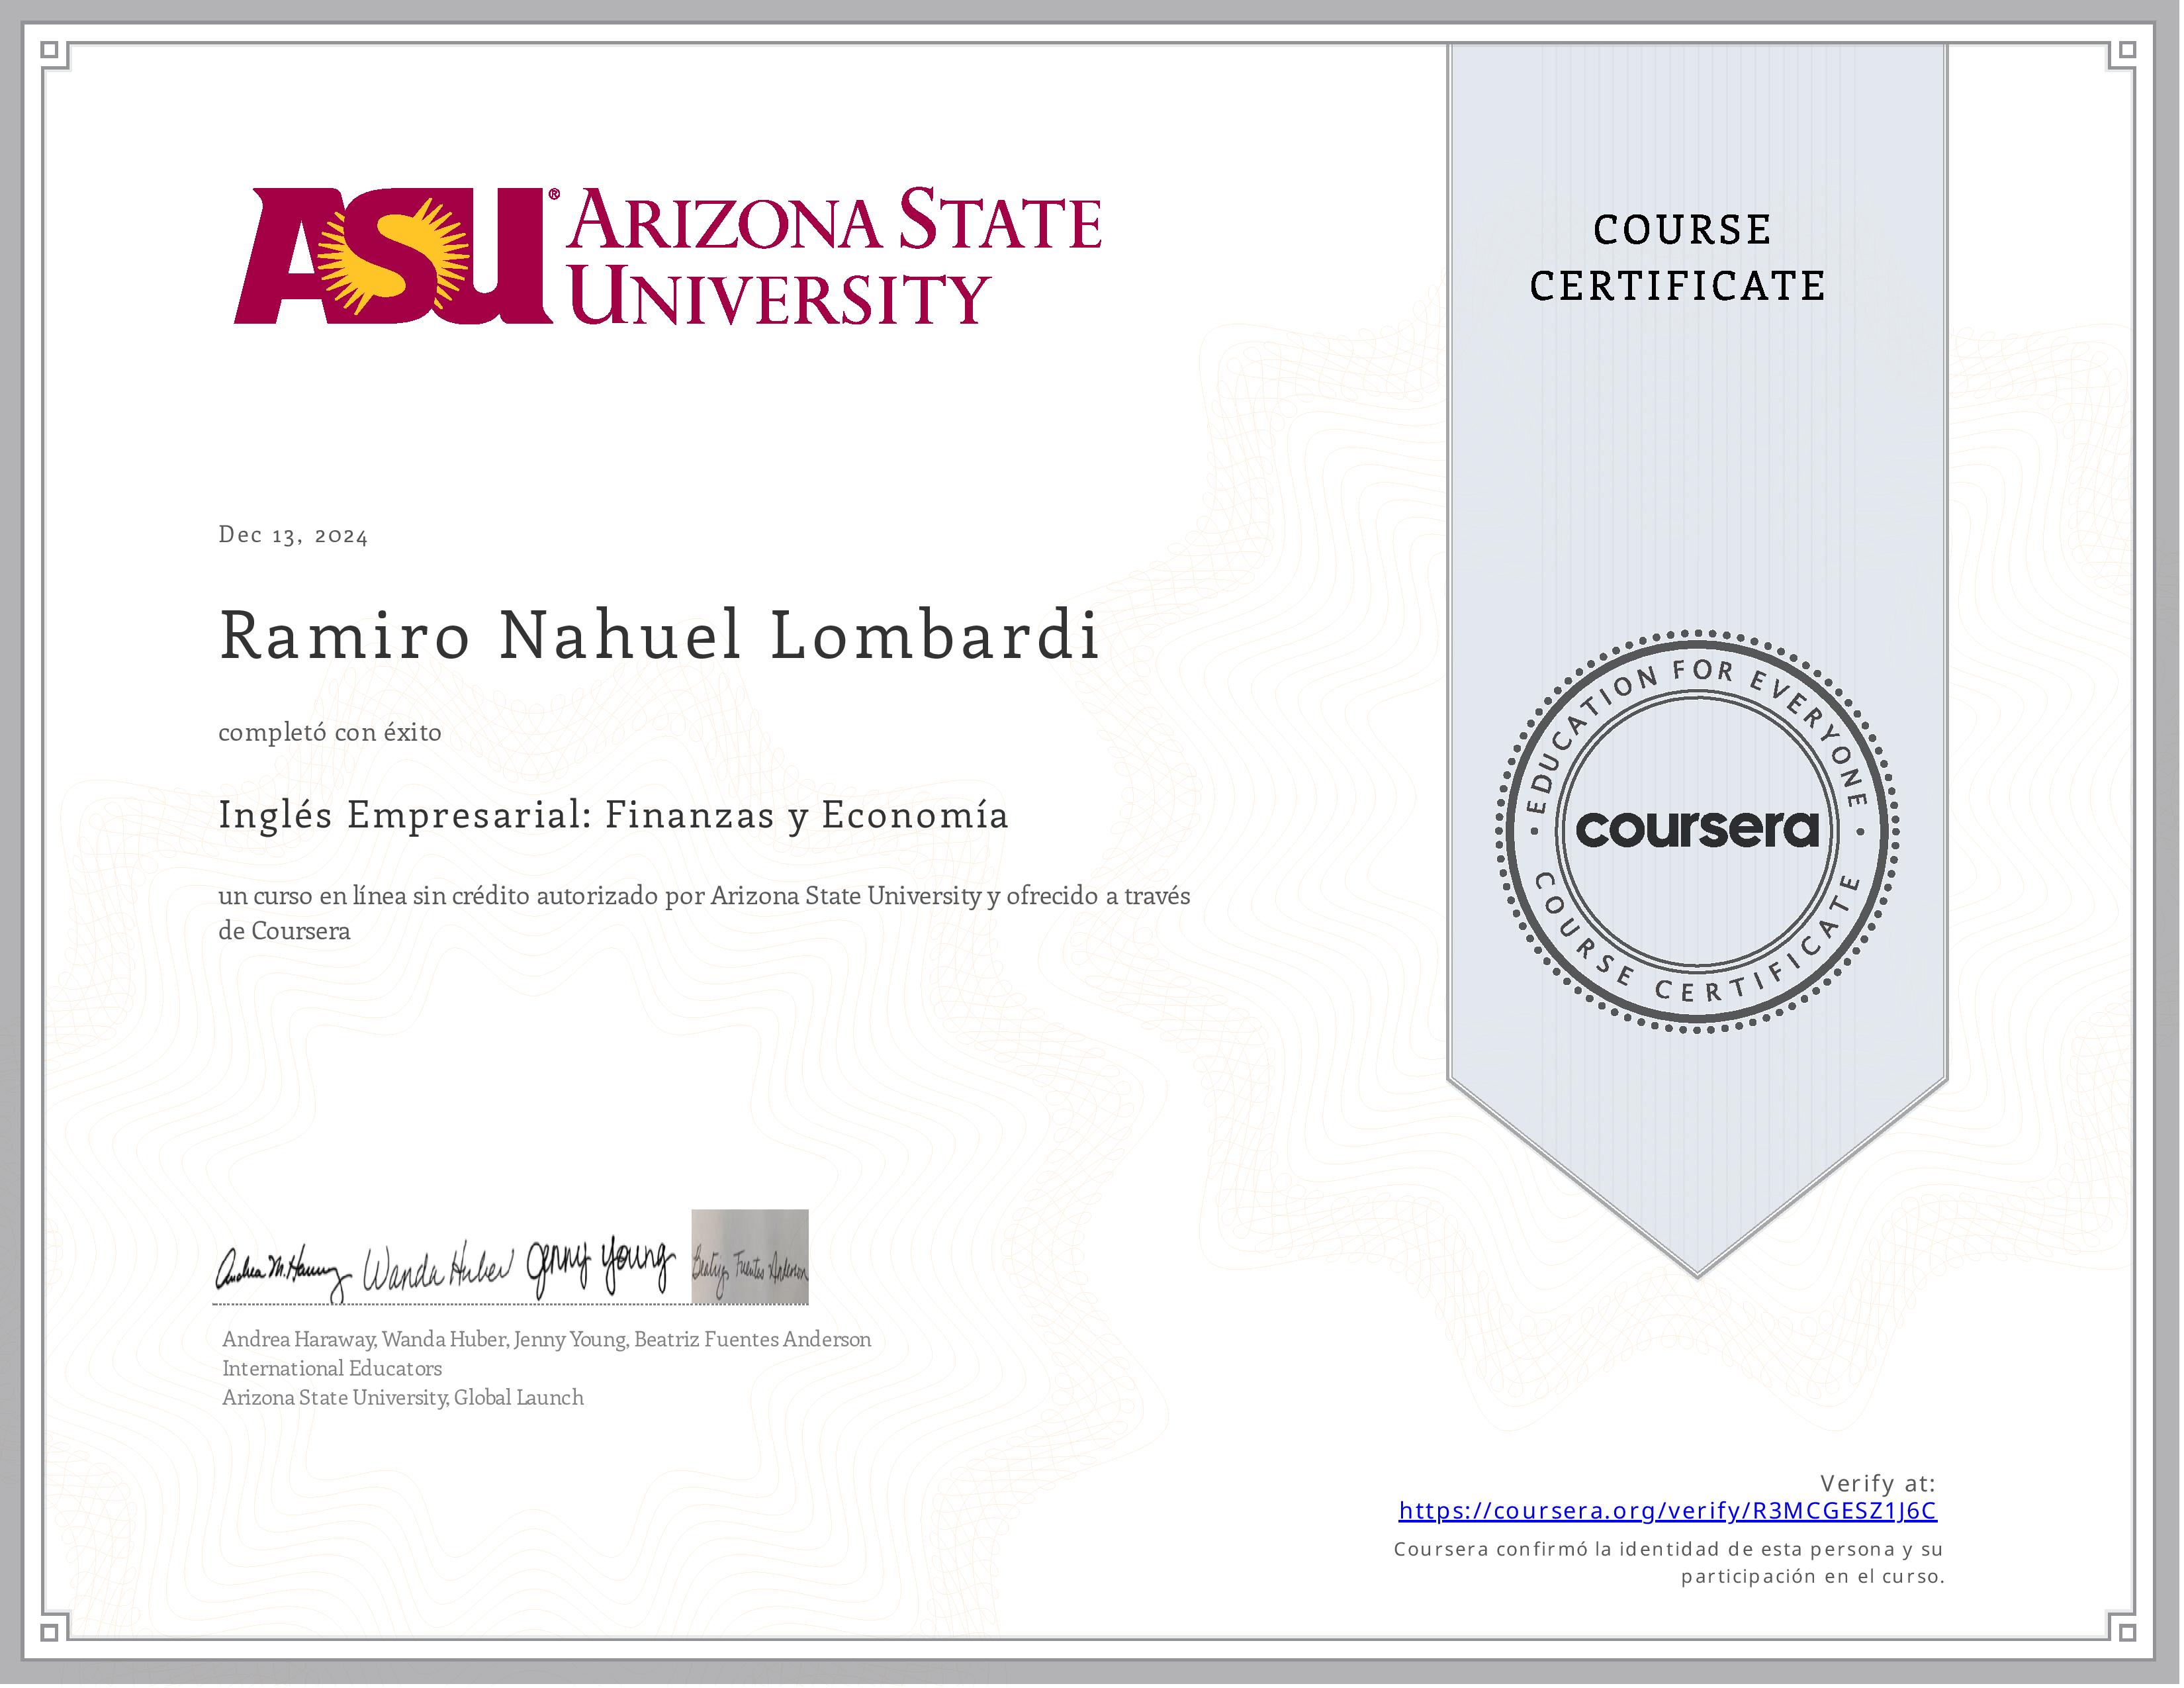 ASU® ARIZONA STATE
UNIVERSITY
COURSE
CERTIFICATE
Dec 13, 2024
Ramiro Nahuel Lombardi
completó con éxito
Inglés Empresarial: Finanzas y Economía
un curso en línea sin crédito autorizado por Arizona State University y ofrecido a través
de Coursera
EDUCATION FOR EVERYONE
coursera
COURSE CERTIFICATE
Andrea M. Haraway Wanda Huber Jenny Young Beatriz Fuentes Anderson
Andrea Haraway, Wanda Huber, Jenny Young, Beatriz Fuentes Anderson
International Educators
Arizona State University, Global Launch
Verify at:
https://coursera.org/verify/R3MCGESZ1J6C
Coursera confirmó la identidad de esta persona y su
participación en el curso.